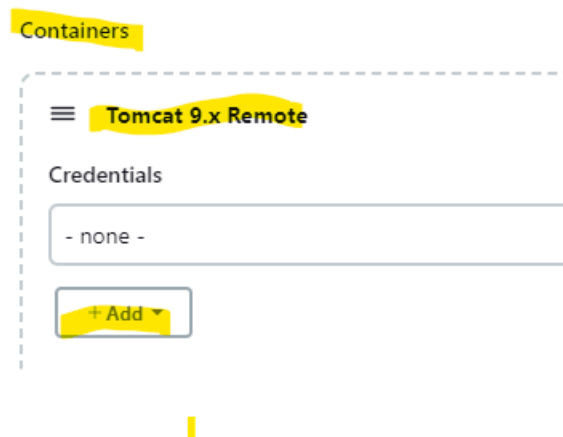 Containers
Tomcat 9.x Remote
Credentials
- none -
+ Add